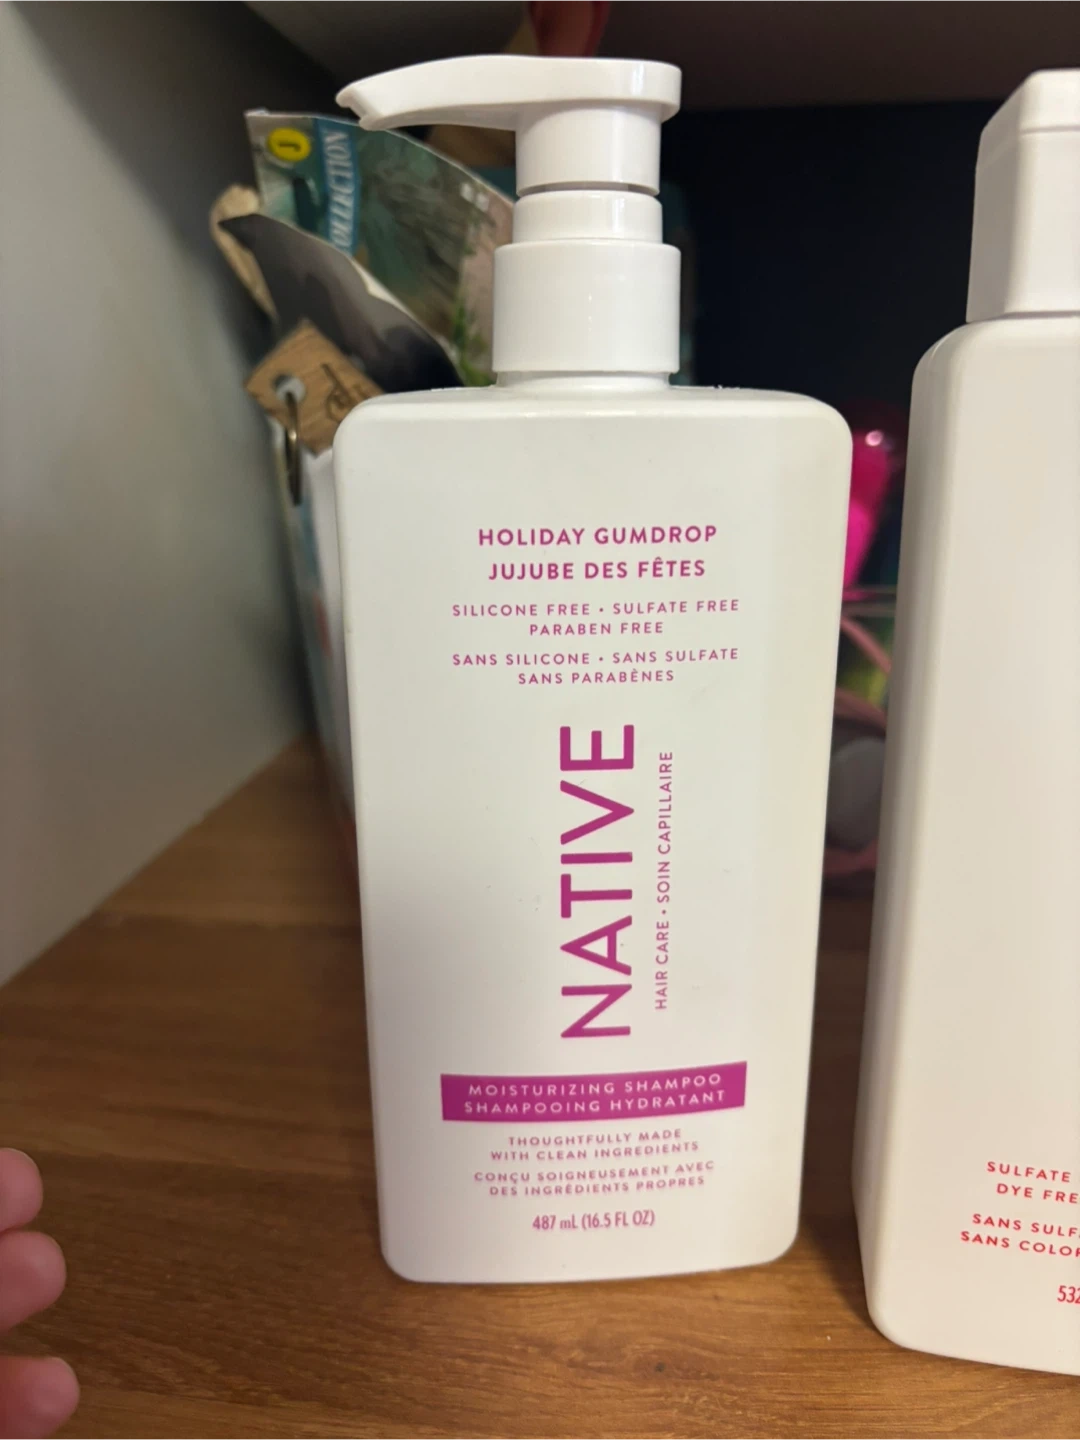 COLLECTION
HOLIDAY GUMDROP
JUJUBE DES FÊTES
SILICONE FREE • SULFATE FREE
PARABEN FREE
SANS SILICONE • SANS SULFATE
SANS PARABÈNES
NATIVE
HAIR CARE • SOIN CAPILLAIRE
MOISTURIZING SHAMPOO
SHAMPOOING HYDRATANT
THOUGHTFULLY MADE
WITH CLEAN INGREDIENTS
CONÇU SOIGNEUSEMENT AVEC
DES INGRÉDIENTS PROPRES
487 mL (16.5 FL OZ)
SULFATE
DYE FRE
SANS SULF
SANS COLOR
532